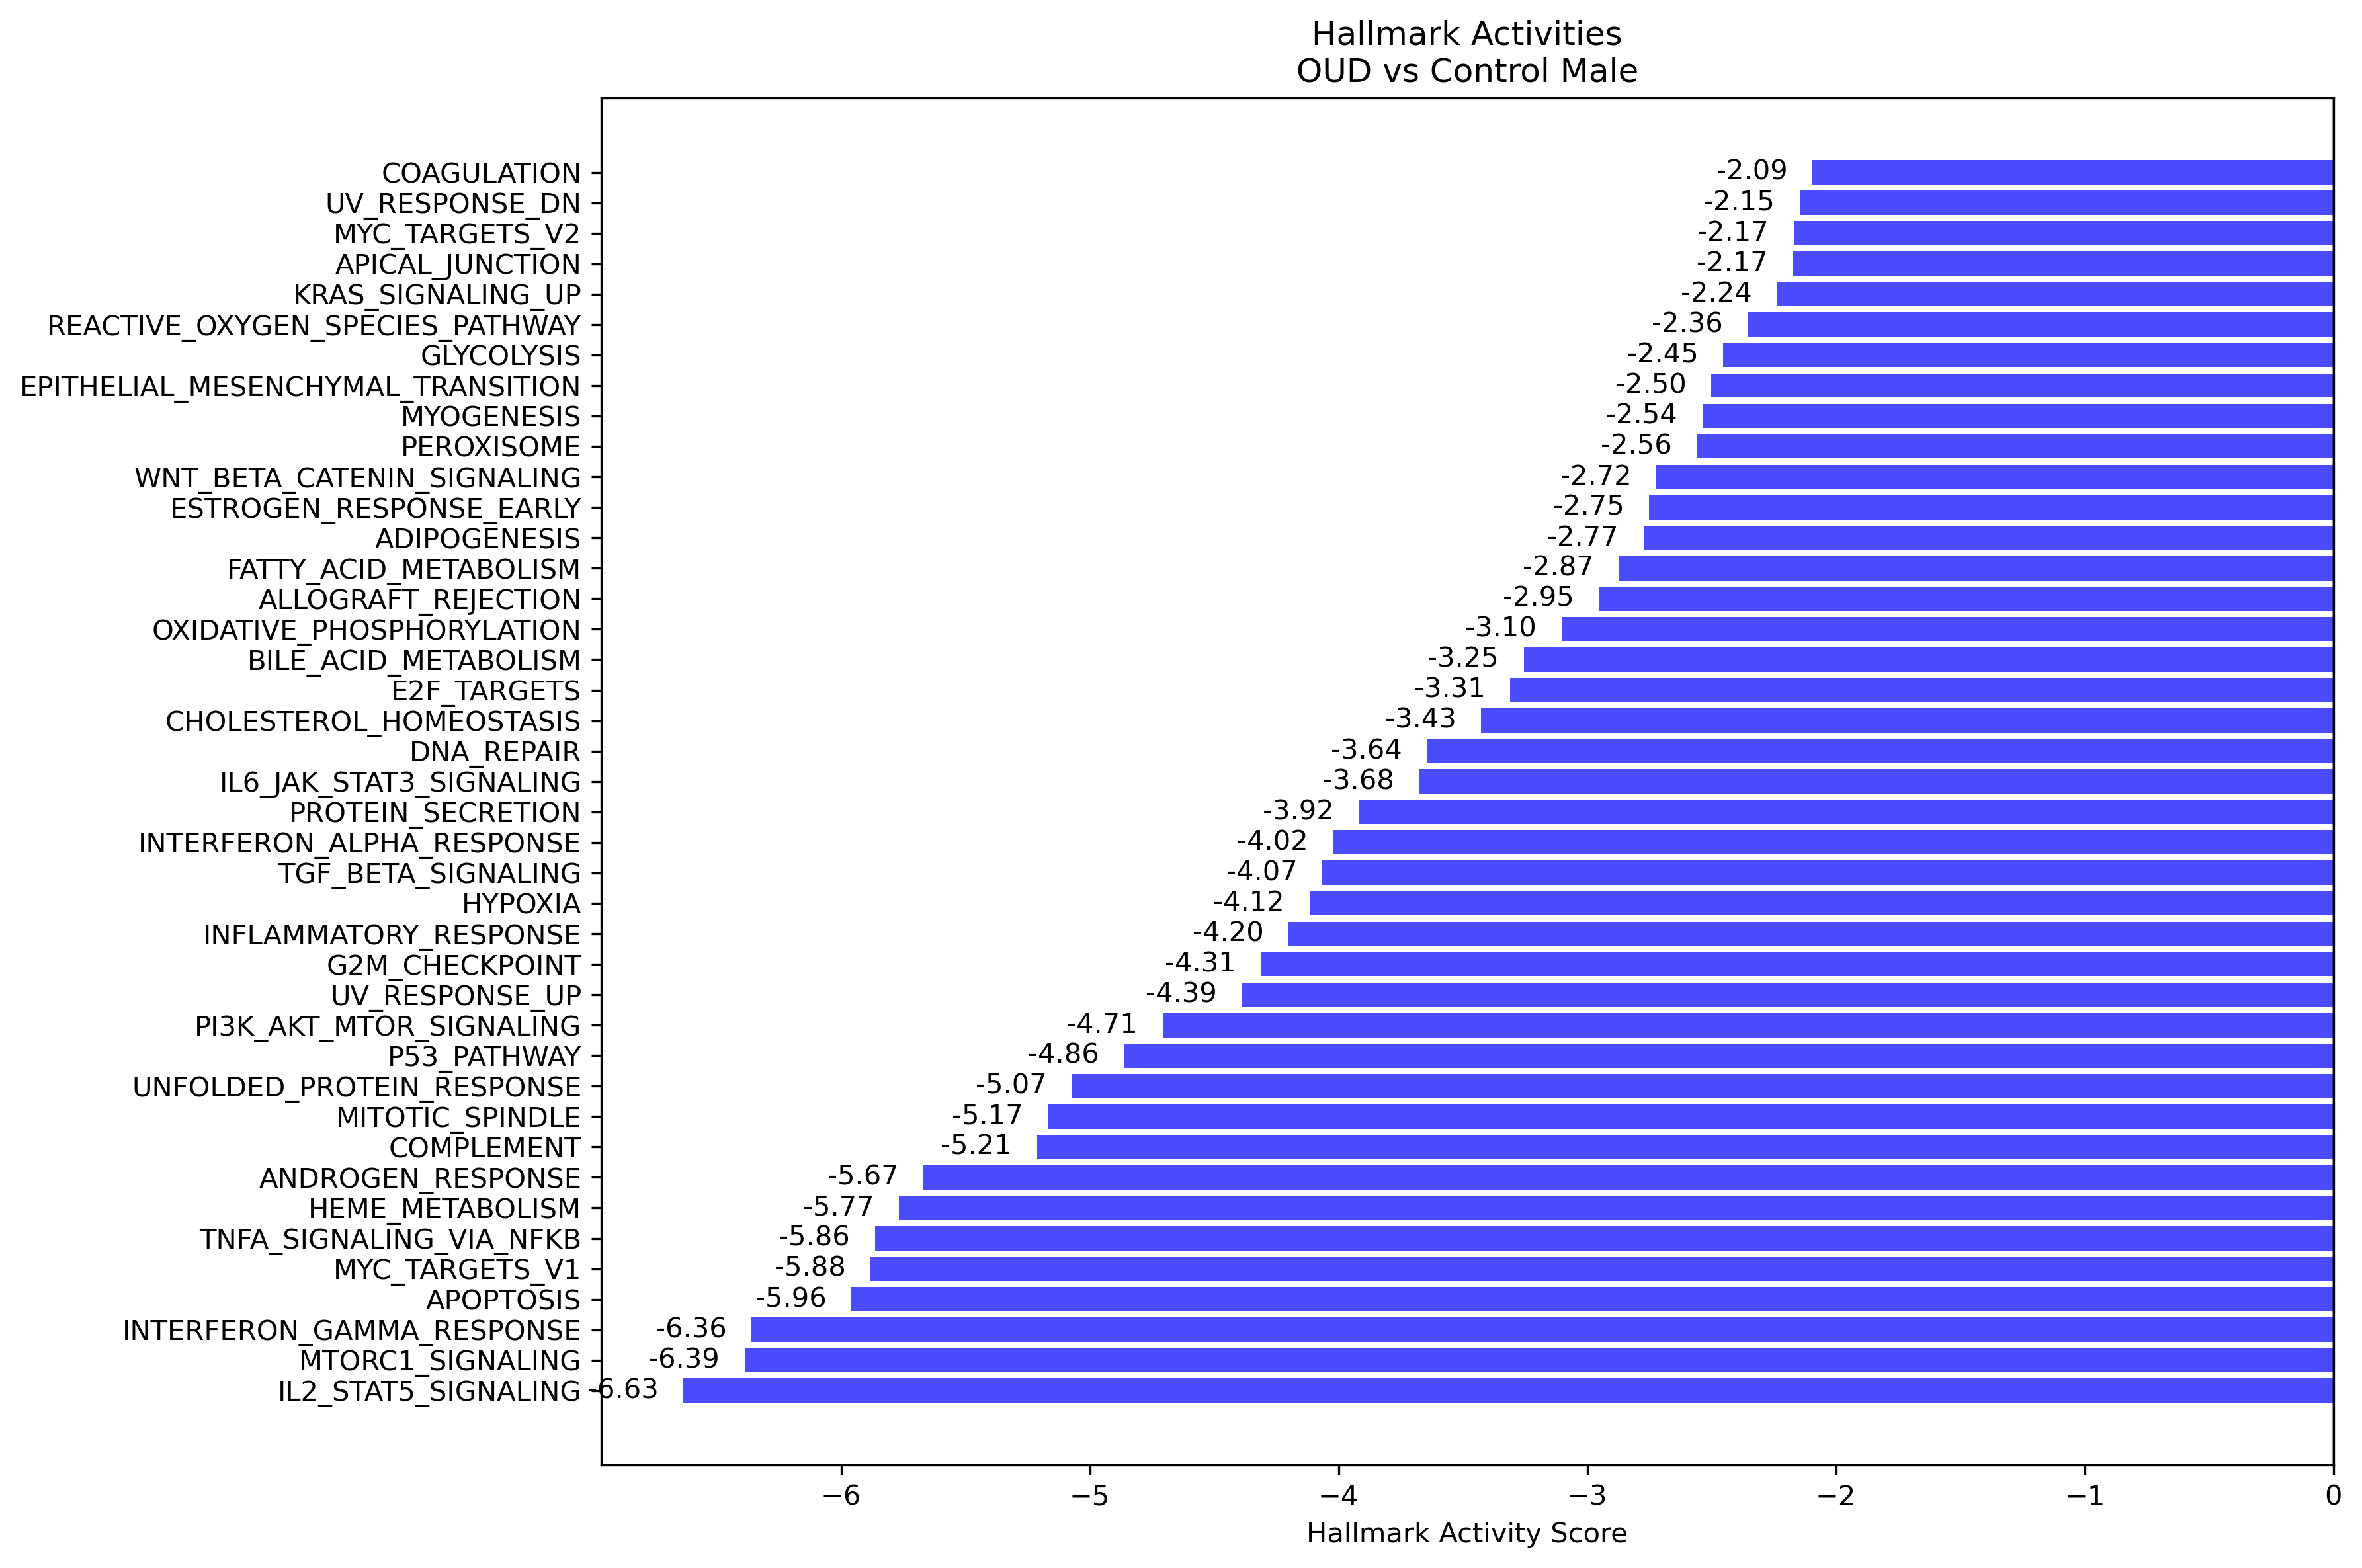 Hallmark Activities
OUD vs Control Male
COAGULATION -2.09
UV_RESPONSE_DN -2.15
MYC_TARGETS_V2 -2.17
APICAL_JUNCTION -2.17
KRAS_SIGNALING_UP -2.24
REACTIVE_OXYGEN_SPECIES_PATHWAY -2.36
GLYCOLYSIS -2.45
EPITHELIAL_MESENCHYMAL_TRANSITION -2.50
MYOGENESIS -2.54
PEROXISOME -2.56
WNT_BETA_CATENIN_SIGNALING -2.72
ESTROGEN_RESPONSE_EARLY -2.75
ADIPOGENESIS -2.77
FATTY_ACID_METABOLISM -2.87
ALLOGRAFT_REJECTION -2.95
OXIDATIVE_PHOSPHORYLATION -3.10
BILE_ACID_METABOLISM -3.25
E2F_TARGETS -3.31
CHOLESTEROL_HOMEOSTASIS -3.43
DNA_REPAIR -3.64
IL6_JAK_STAT3_SIGNALING -3.68
PROTEIN_SECRETION -3.92
INTERFERON_ALPHA_RESPONSE -4.02
TGF_BETA_SIGNALING -4.07
HYPOXIA -4.12
INFLAMMATORY_RESPONSE -4.20
G2M_CHECKPOINT -4.31
UV_RESPONSE_UP -4.39
PI3K_AKT_MTOR_SIGNALING -4.71
P53_PATHWAY -4.86
UNFOLDED_PROTEIN_RESPONSE -5.07
MITOTIC_SPINDLE -5.17
COMPLEMENT -5.21
ANDROGEN_RESPONSE -5.67
HEME_METABOLISM -5.77
TNFA_SIGNALING_VIA_NFKB -5.86
MYC_TARGETS_V1 -5.88
APOPTOSIS -5.96
INTERFERON_GAMMA_RESPONSE -6.36
MTORC1_SIGNALING -6.39
IL2_STAT5_SIGNALING -6.63
−6 −5 −4 −3 −2 −1 0
Hallmark Activity Score